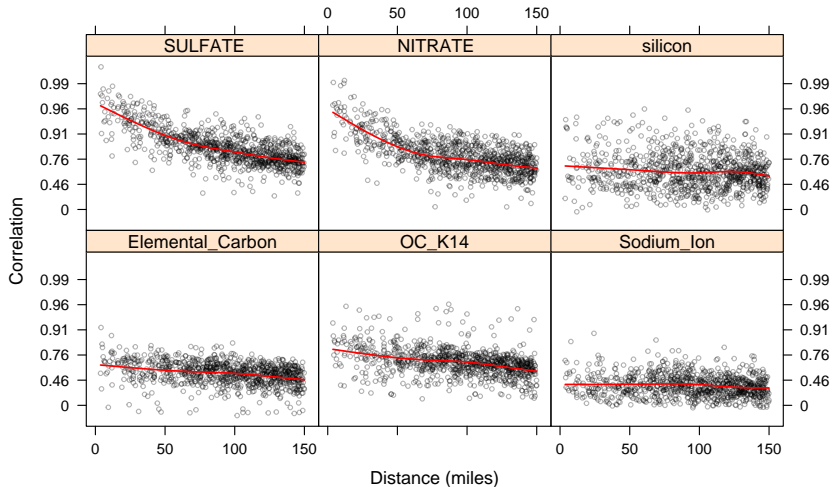 0 50 100 150
SULFATE NITRATE silicon
0.99 0.99
0.96 0.96
0.91 0.91
0.76 0.76
0.46 0.46
0 0
Correlation
Elemental_Carbon OC_K14 Sodium_Ion
0.99 0.99
0.96 0.96
0.91 0.91
0.76 0.76
0.46 0.46
0 0
0 50 100 150 0 50 100 150
Distance (miles)